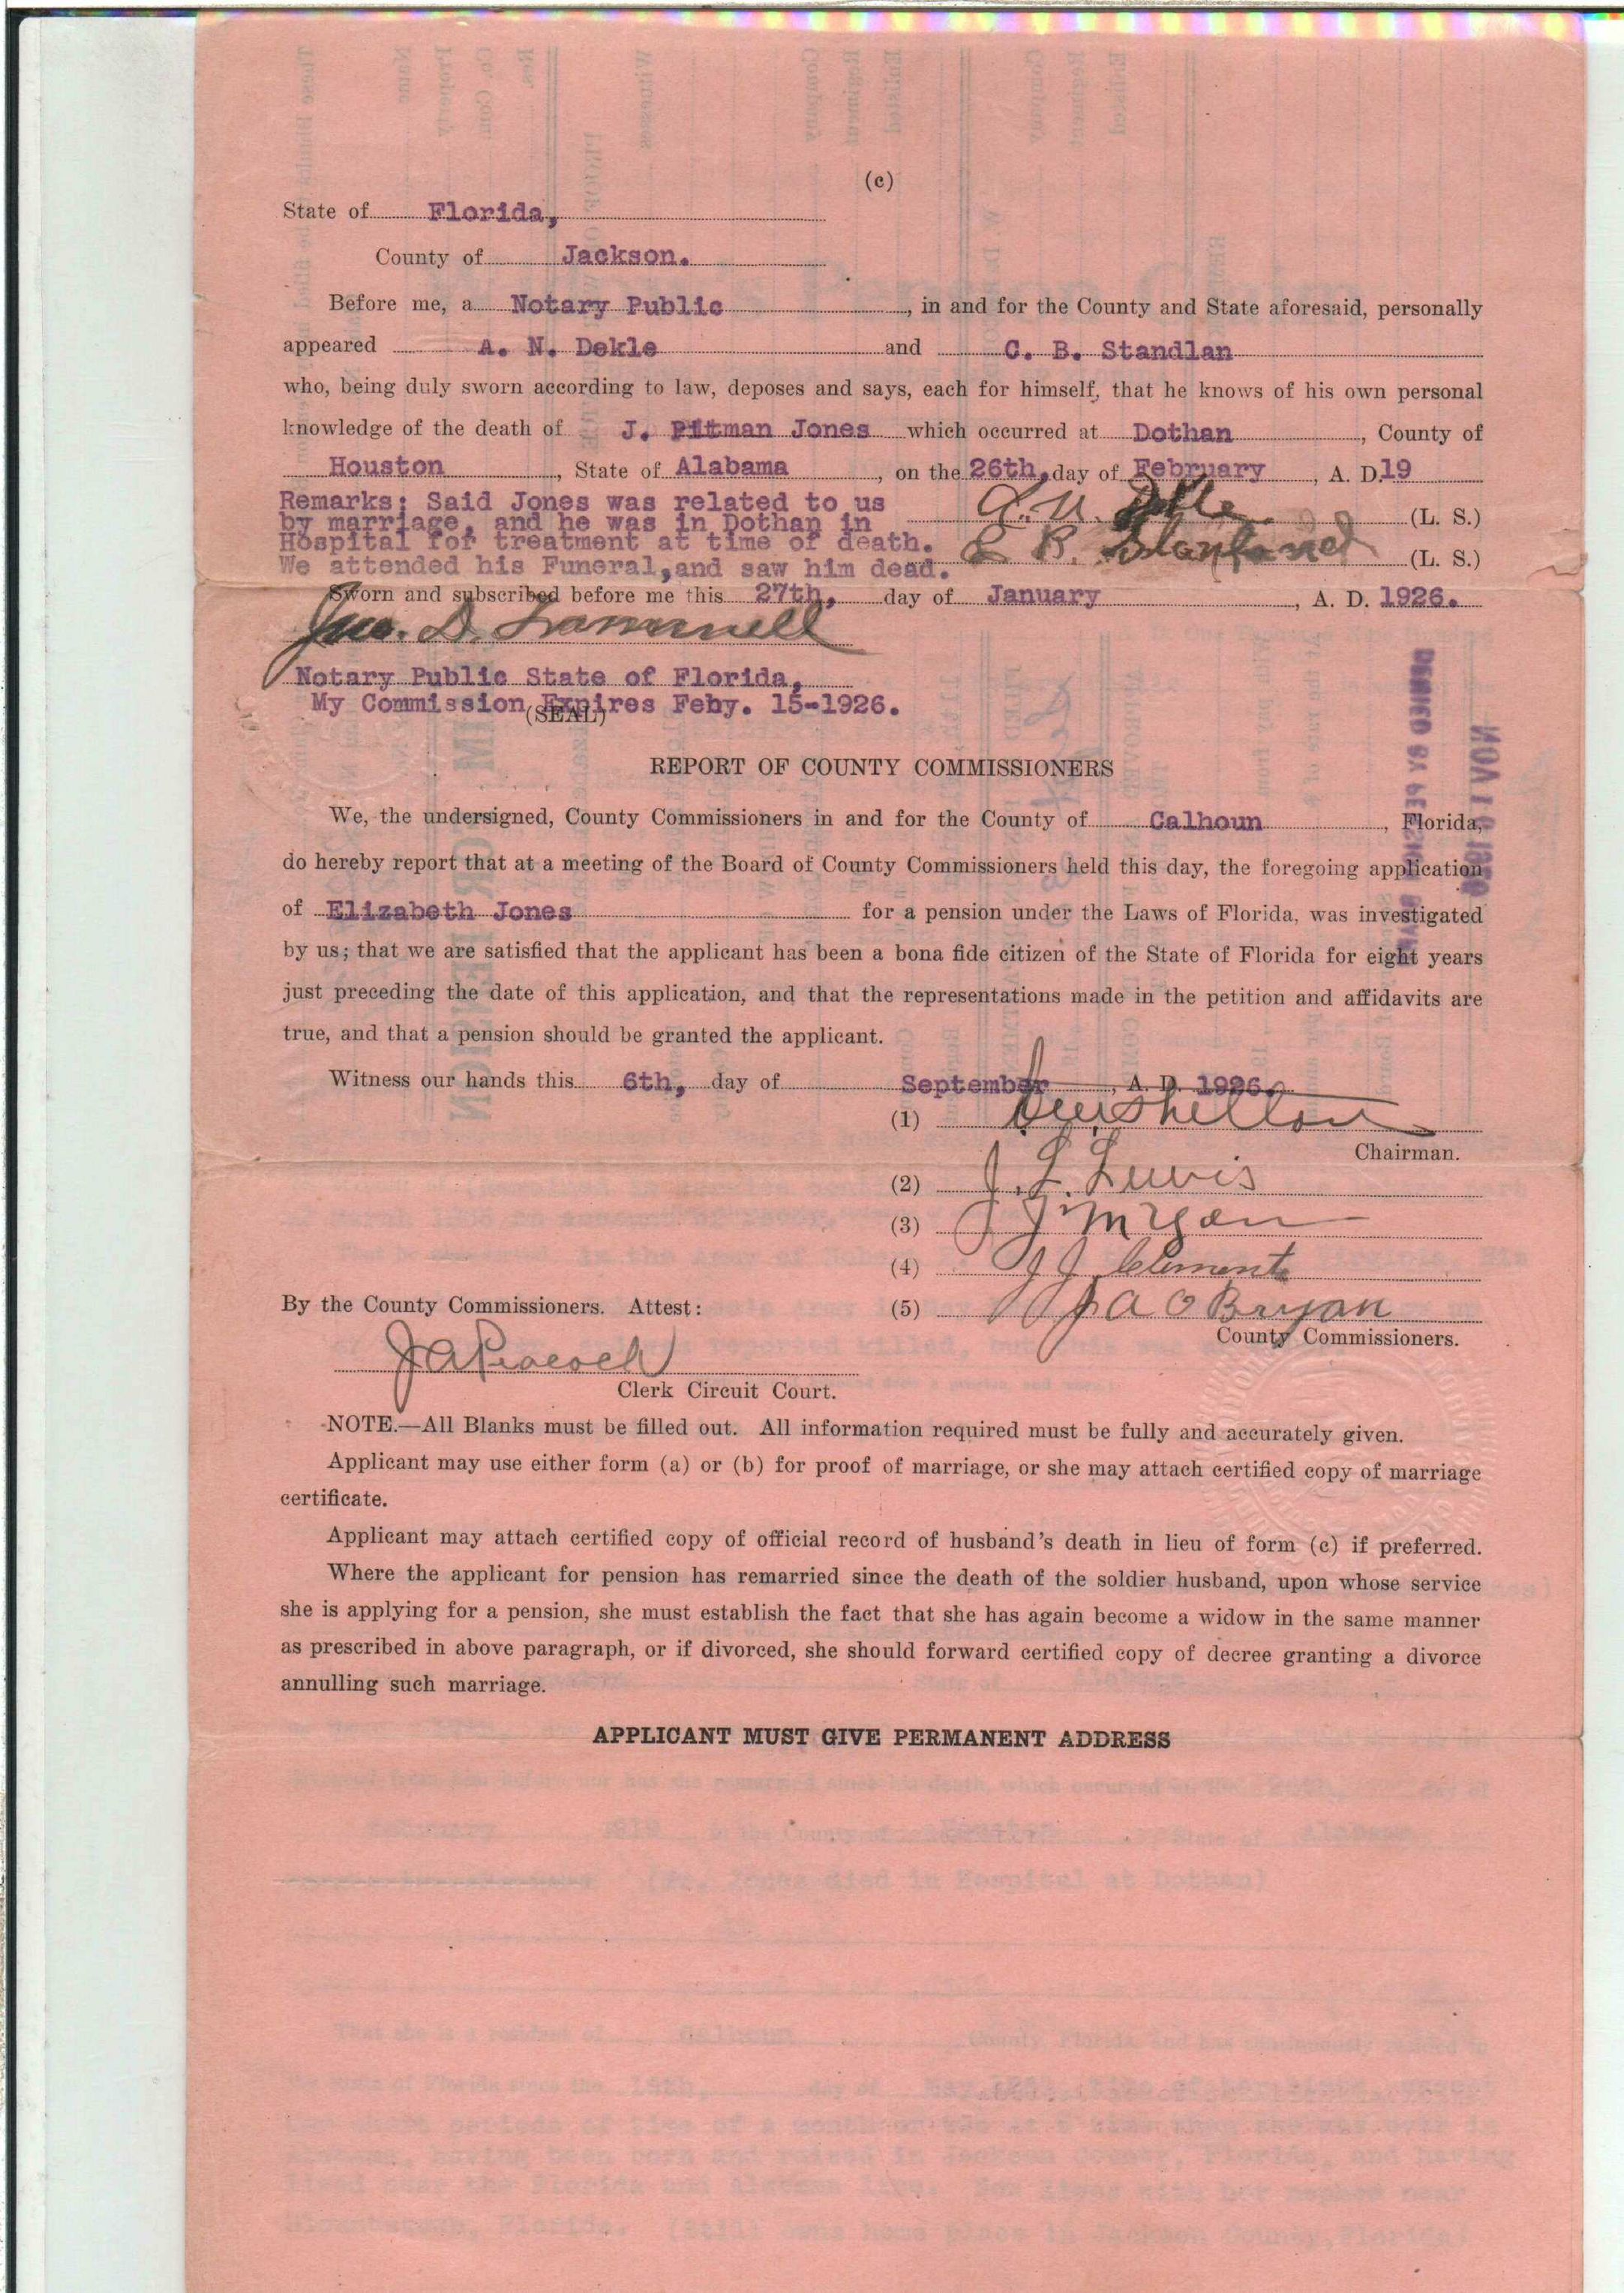 (c)
State of Florida,
County of Jackson.
Before me, a Notary Public, in and for the County and State aforesaid, personally
appeared A. N. Dekle and C. B. Standlan
who, being duly sworn according to law, deposes and says, each for himself, that he knows of his own personal
knowledge of the death of J. Pitman Jones which occurred at Dothan, County of
Houston, State of Alabama, on the 26th, day of February, A. D. 19
Remarks: Said Jones was related to us
by marriage, and he was in Dothan in
Hospital for treatment at time of death.
We attended his Funeral, and saw him dead.
A. N. Dekle (L. S.)
C. B. (L. S.)
Sworn and subscribed before me this 27th, day of January, A. D. 1926.
Jno. D.
Notary Public State of Florida,
My Commission Expires Feby. 15-1926.
(SEAL)
REPORT OF COUNTY COMMISSIONERS
We, the undersigned, County Commissioners in and for the County of Calhoun, Florida,
do hereby report that at a meeting of the Board of County Commissioners held this day, the foregoing application
of Elizabeth Jones for a pension under the Laws of Florida, was investigated
by us; that we are satisfied that the applicant has been a bona fide citizen of the State of Florida for eight years
just preceding the date of this application, and that the representations made in the petition and affidavits are
true, and that a pension should be granted the applicant.
Witness our hands this 6th, day of September, A. D. 1926.
(1) Shelton
Chairman.
(2) J. L. Lewis
(3)
(4) J J Clements
(5) J A O Bryan
County Commissioners.
By the County Commissioners. Attest:
J A Peacock
Clerk Circuit Court.
NOTE.—All Blanks must be filled out. All information required must be fully and accurately given.
Applicant may use either form (a) or (b) for proof of marriage, or she may attach certified copy of marriage
certificate.
Applicant may attach certified copy of official record of husband's death in lieu of form (c) if preferred.
Where the applicant for pension has remarried since the death of the soldier husband, upon whose service
she is applying for a pension, she must establish the fact that she has again become a widow in the same manner
as prescribed in above paragraph, or if divorced, she should forward certified copy of decree granting a divorce
annulling such marriage.
APPLICANT MUST GIVE PERMANENT ADDRESS